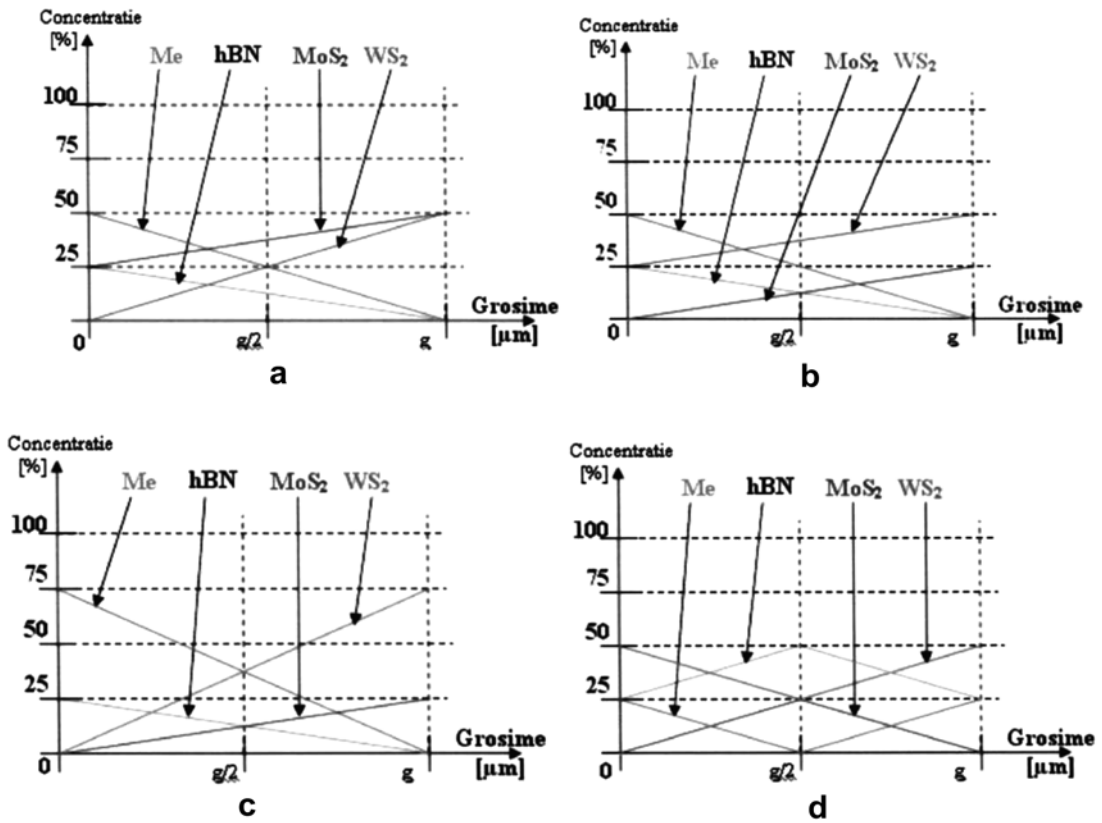 Concentratie
[%]
Me hBN MoS₂ WS₂
100
75
50
25
0
g/2
g
Grosime
[μm]
a
Concentratie
[%]
Me hBN MoS₂ WS₂
100
75
50
25
0
g/2
g
Grosime
[μm]
b
Concentratie
[%]
Me hBN MoS₂ WS₂
100
75
50
25
0
g/2
g
Grosime
[μm]
c
Concentratie
[%]
Me hBN MoS₂ WS₂
100
75
50
25
0
g/2
g
Grosime
[μm]
d